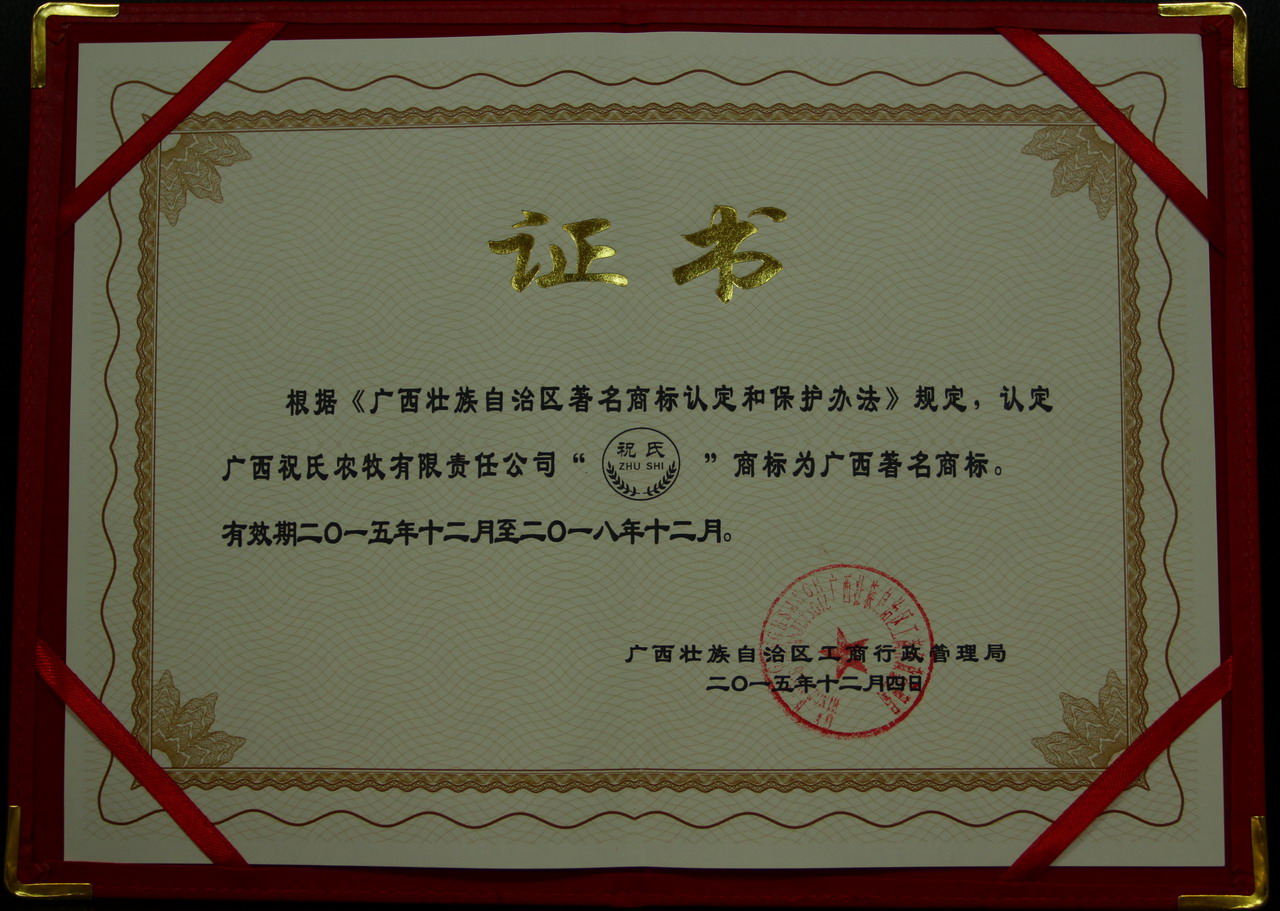 证书
根据《广西壮族自治区著名商标认定和保护办法》规定，认定
广西祝氏农牧有限责任公司“祝氏 ZHU SHI”商标为广西著名商标。
有效期二〇一五年十二月至二〇一八年十二月。
广西壮族自治区工商行政管理局
二〇一五年十二月四日